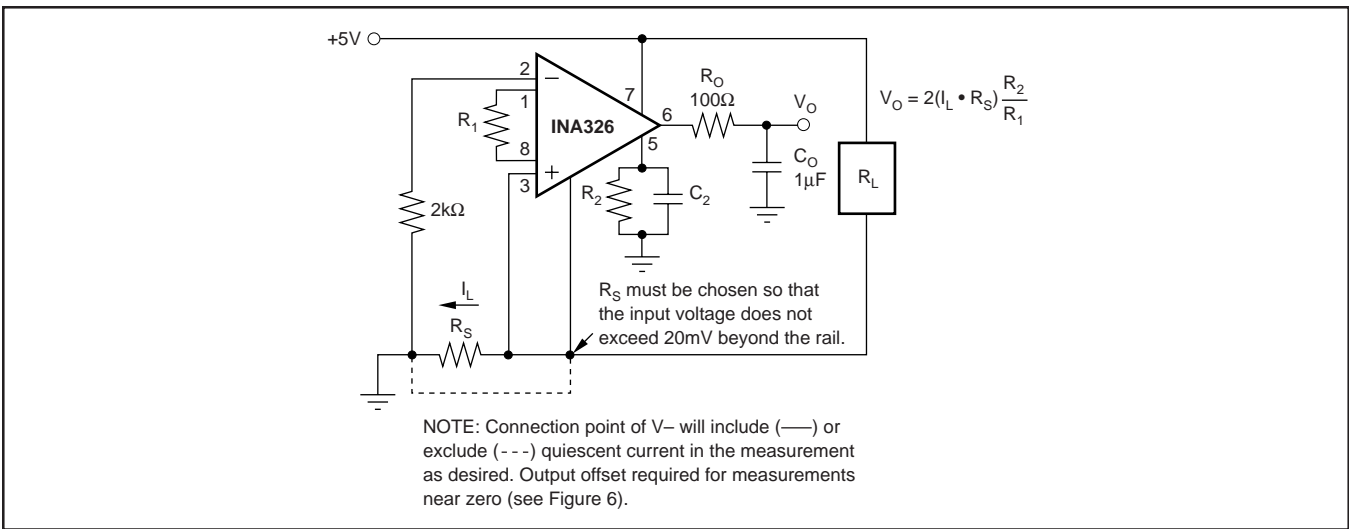 +5V
2
−
1
R1
8
+
3
INA326
7
6
5
RO
100Ω
VO
VO = 2(IL • RS) R2/R1
CO
1μF
RL
R2
C2
2kΩ
IL
RS
RS must be chosen so that
the input voltage does not
exceed 20mV beyond the rail.
NOTE: Connection point of V– will include (——) or
exclude (- - -) quiescent current in the measurement
as desired. Output offset required for measurements
near zero (see Figure 6).